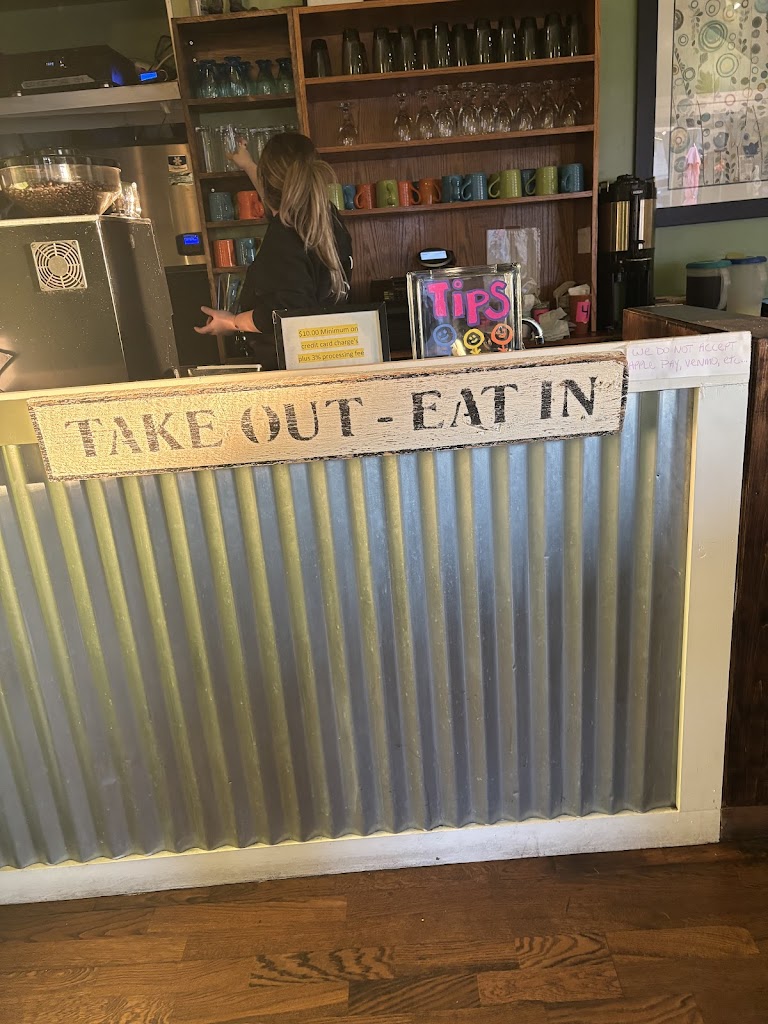 TiPS
$10.00 Minimum on
credit card charge's
plus 3% processing fee
WE DO NOT ACCEPT
APPLE PAY, VENMO, etc..
TAKE OUT - EAT IN